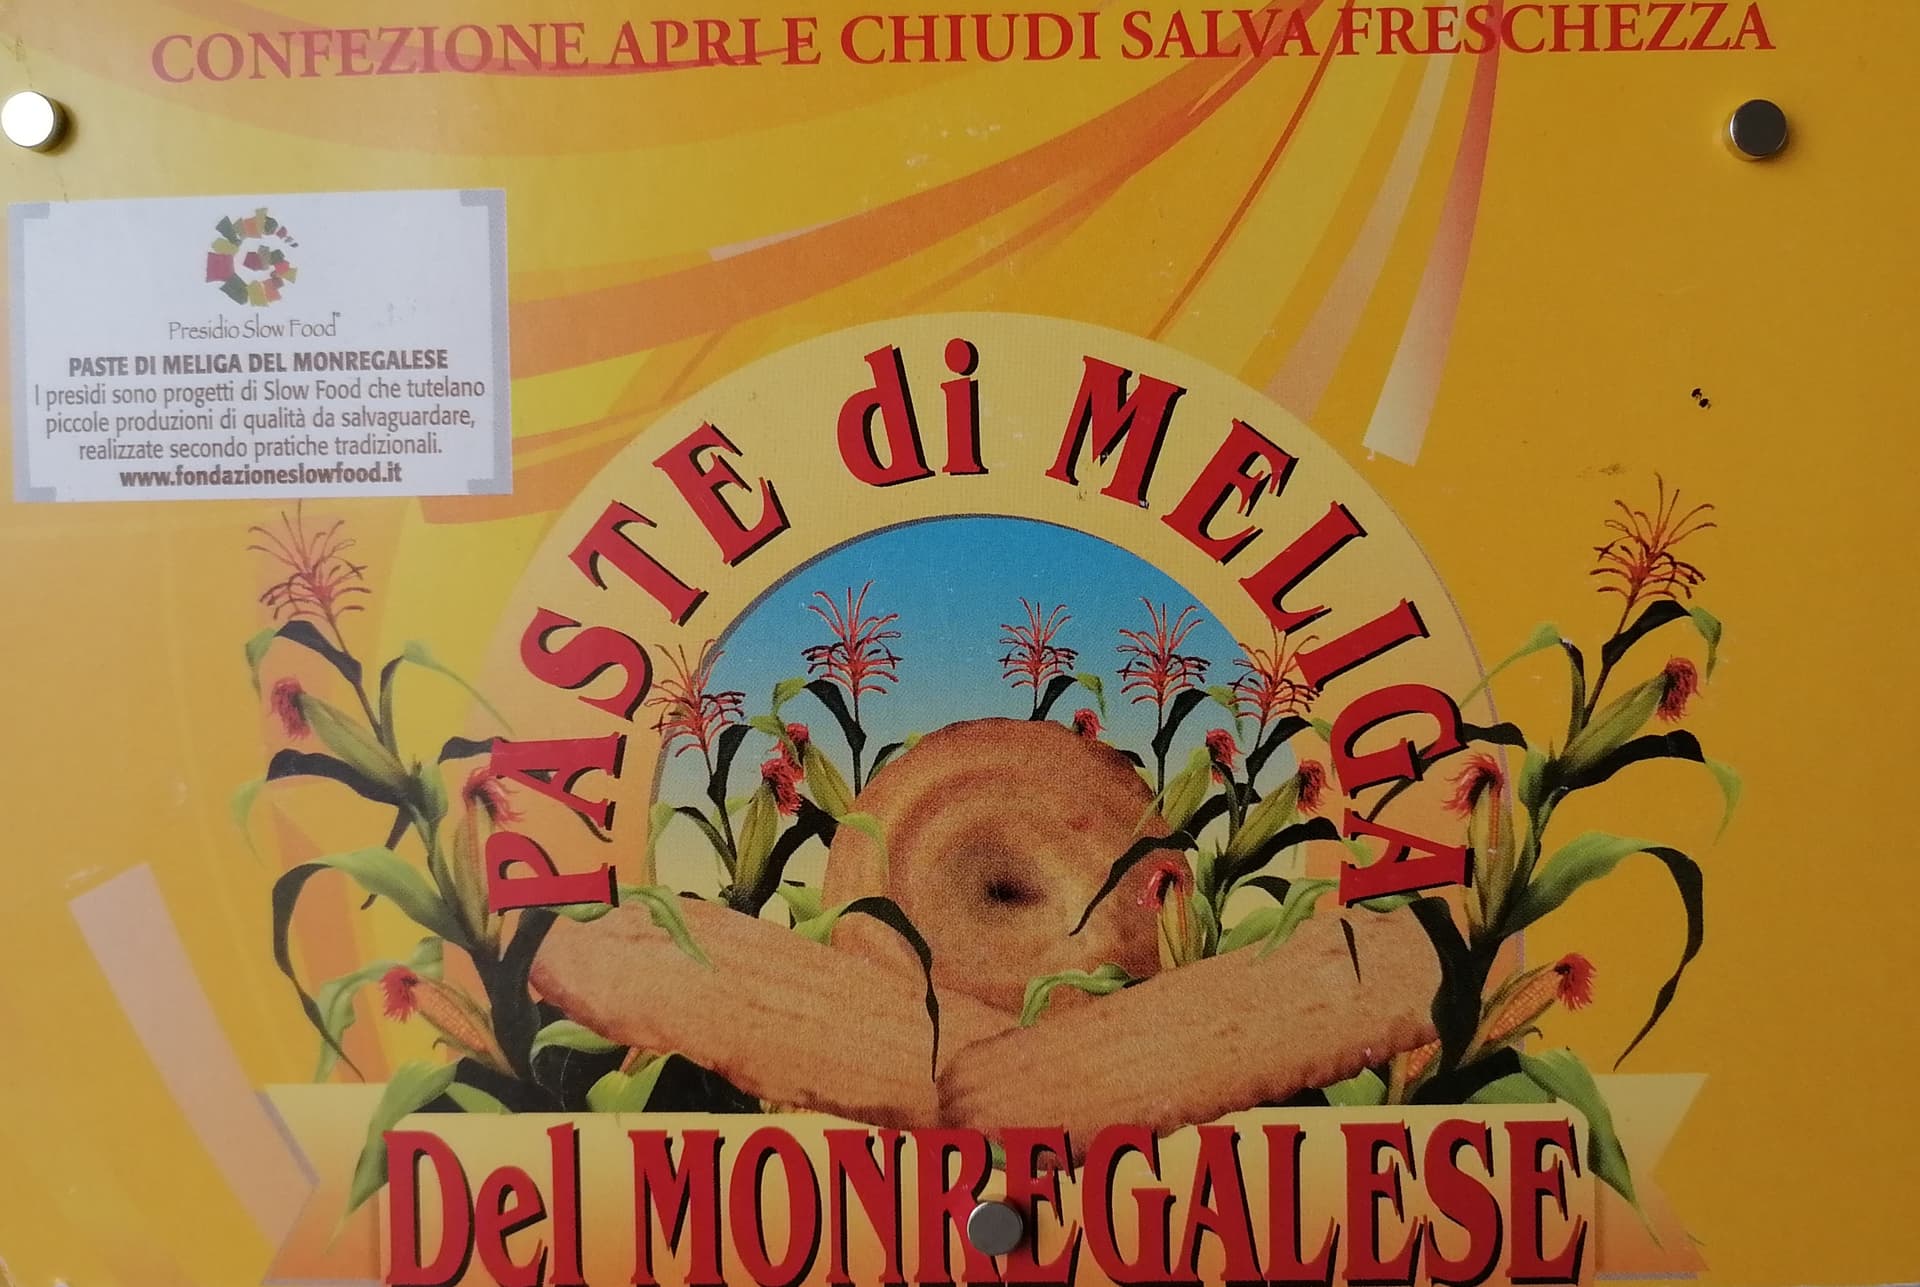 CONFEZIONE APRI E CHIUDI SALVA FRESCHEZZA
Presidio Slow Food®
PASTE DI MELIGA DEL MONREGALESE
I presìdi sono progetti di Slow Food che tutelano
piccole produzioni di qualità da salvaguardare,
realizzate secondo pratiche tradizionali.
www.fondazioneslowfood.it
PASTE di MELIGA
Del MONREGALESE